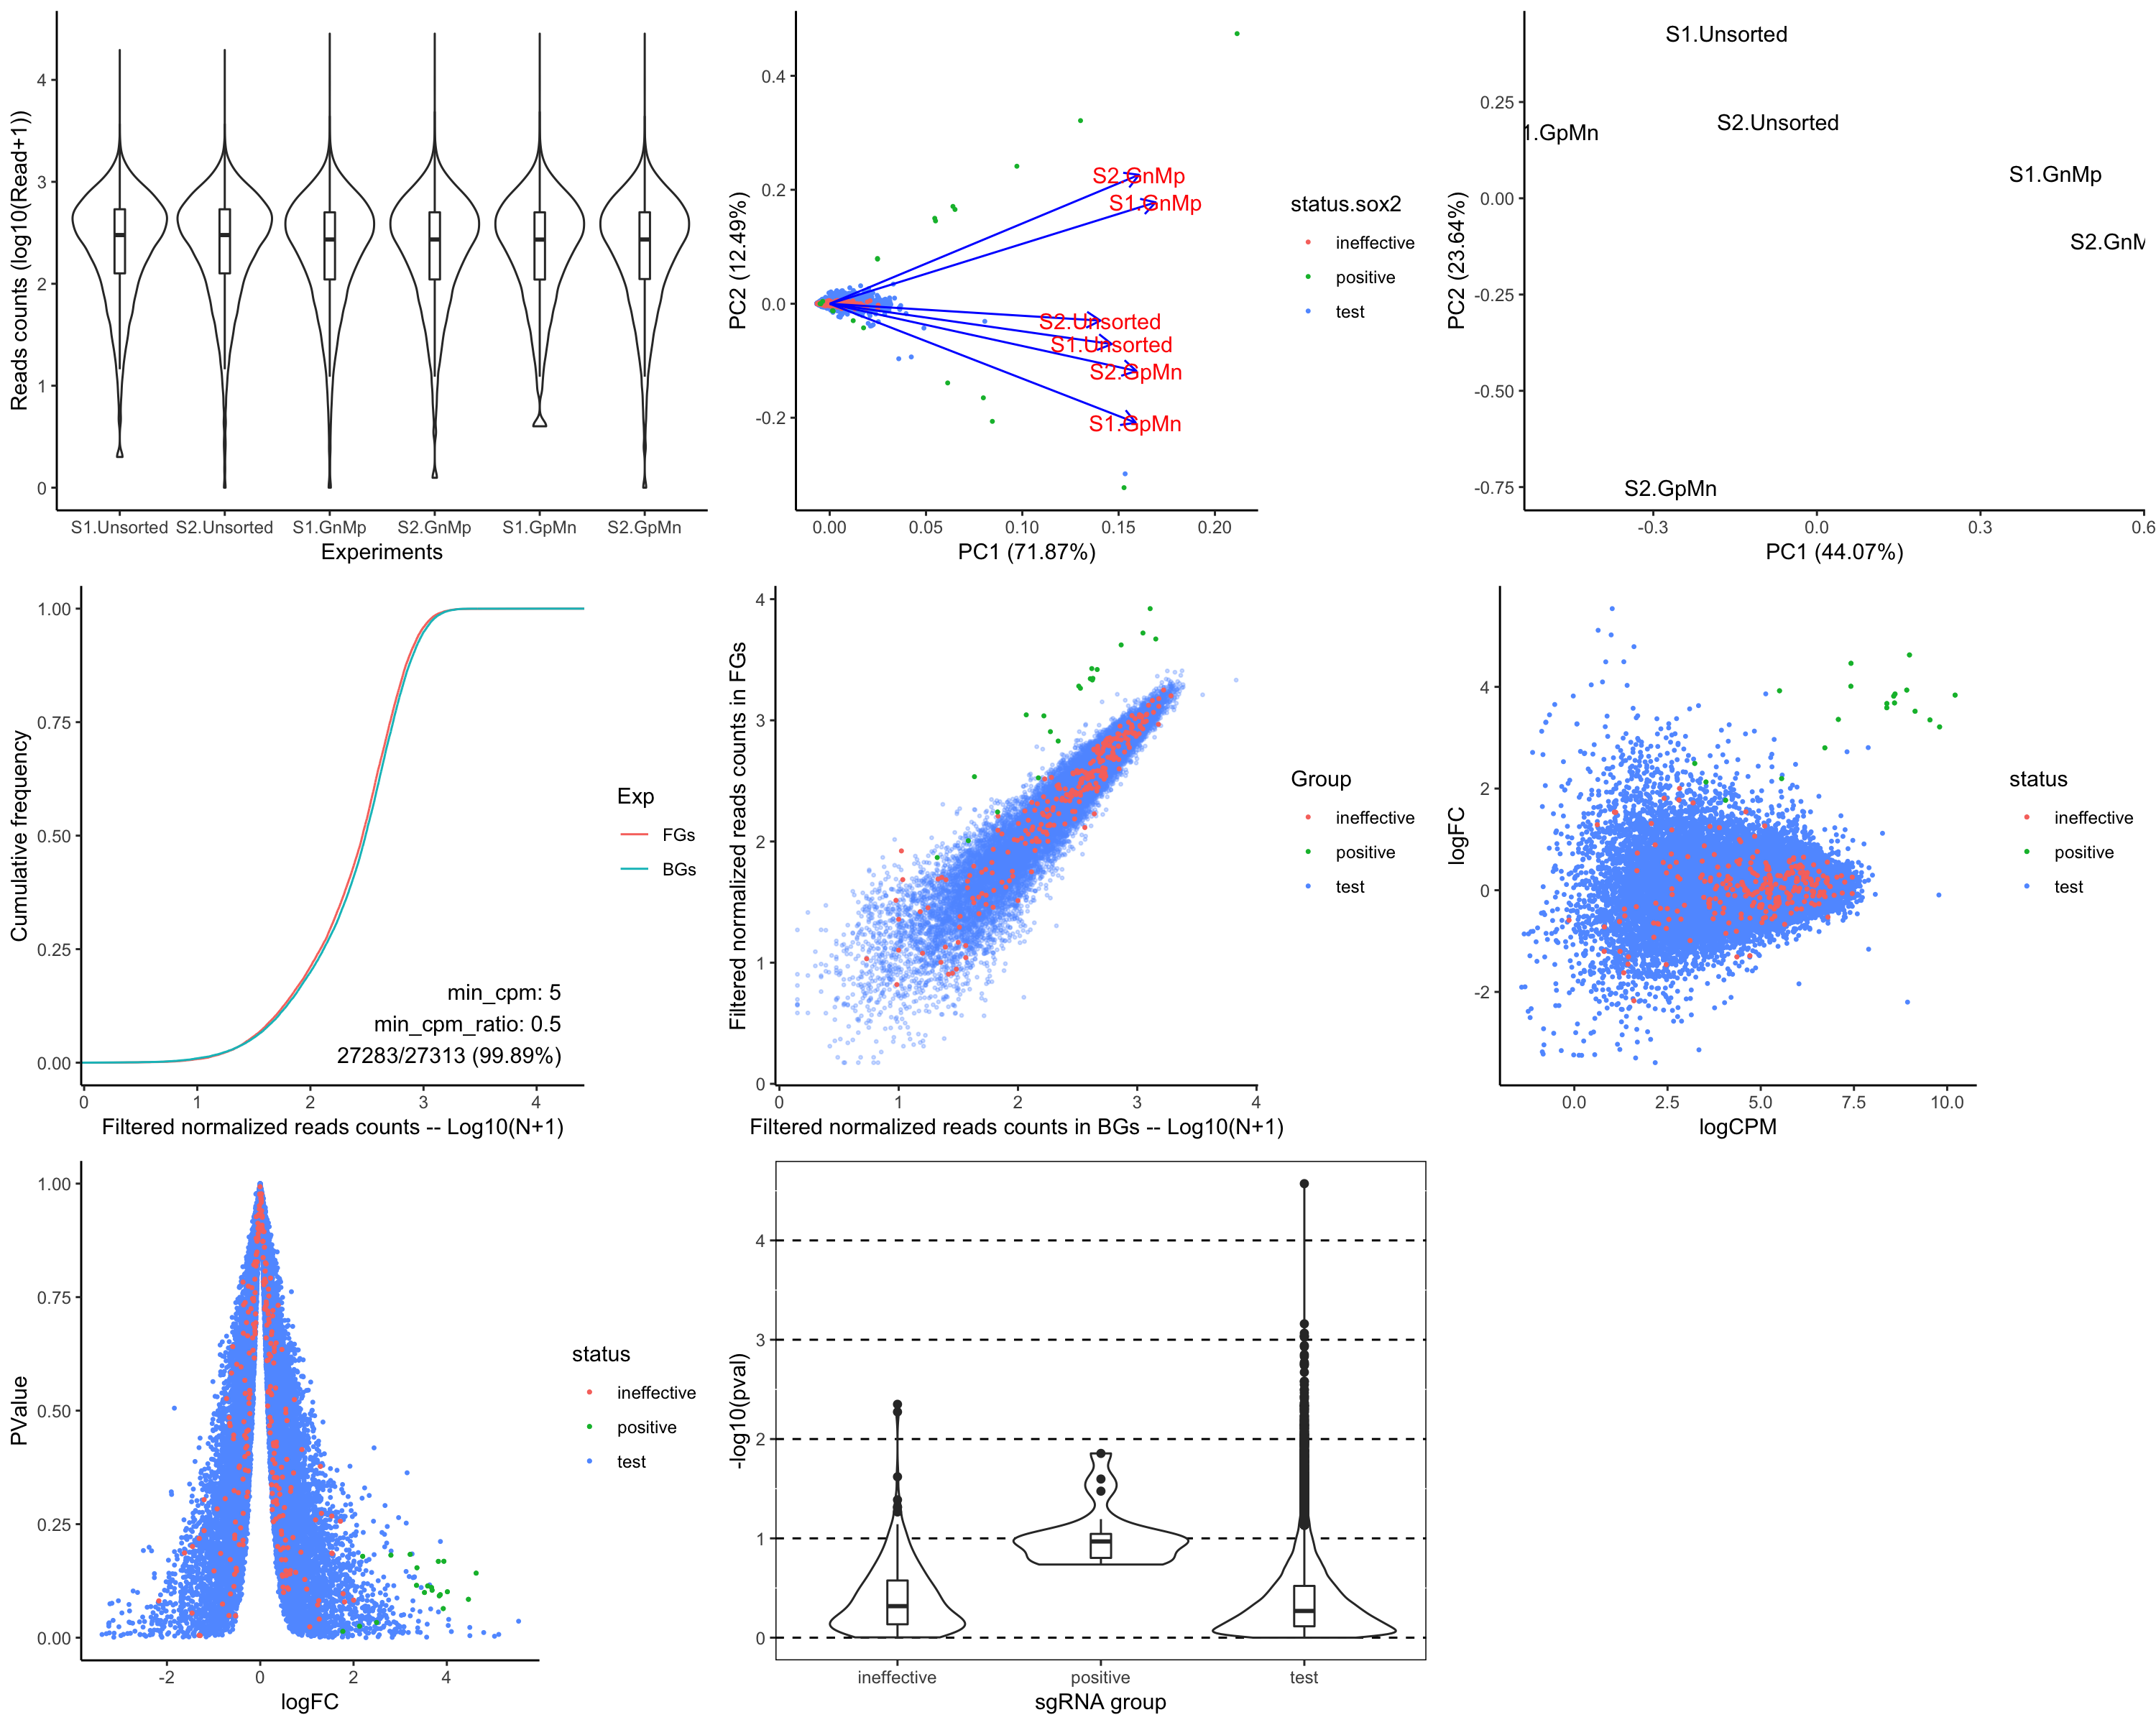 Reads counts (log10(Read+1))
4
3
2
1
0
S1.Unsorted S2.Unsorted S1.GnMp S2.GnMp S1.GpMn S2.GpMn
Experiments
PC2 (12.49%)
0.4
0.2
0.0
-0.2
S2.GnMp
S1.GnMp
S2.Unsorted
S1.Unsorted
S2.GpMn
S1.GpMn
0.00 0.05 0.10 0.15 0.20
PC1 (71.87%)
status.sox2
ineffective
positive
test
PC2 (23.64%)
0.25
0.00
-0.25
-0.50
-0.75
S1.Unsorted
S2.Unsorted
1.GpMn
S1.GnMp
S2.GnM
S2.GpMn
-0.3 0.0 0.3 0.6
PC1 (44.07%)
Cumulative frequency
1.00
0.75
0.50
0.25
0.00
min_cpm: 5
min_cpm_ratio: 0.5
27283/27313 (99.89%)
0 1 2 3 4
Filtered normalized reads counts -- Log10(N+1)
Exp
FGs
BGs
Filtered normalized reads counts in FGs
4
3
2
1
0
0 1 2 3 4
Filtered normalized reads counts in BGs -- Log10(N+1)
Group
ineffective
positive
test
logFC
4
2
0
-2
0.0 2.5 5.0 7.5 10.0
logCPM
status
ineffective
positive
test
PValue
1.00
0.75
0.50
0.25
0.00
-2 0 2 4
logFC
status
ineffective
positive
test
-log10(pval)
4
3
2
1
0
ineffective positive test
sgRNA group